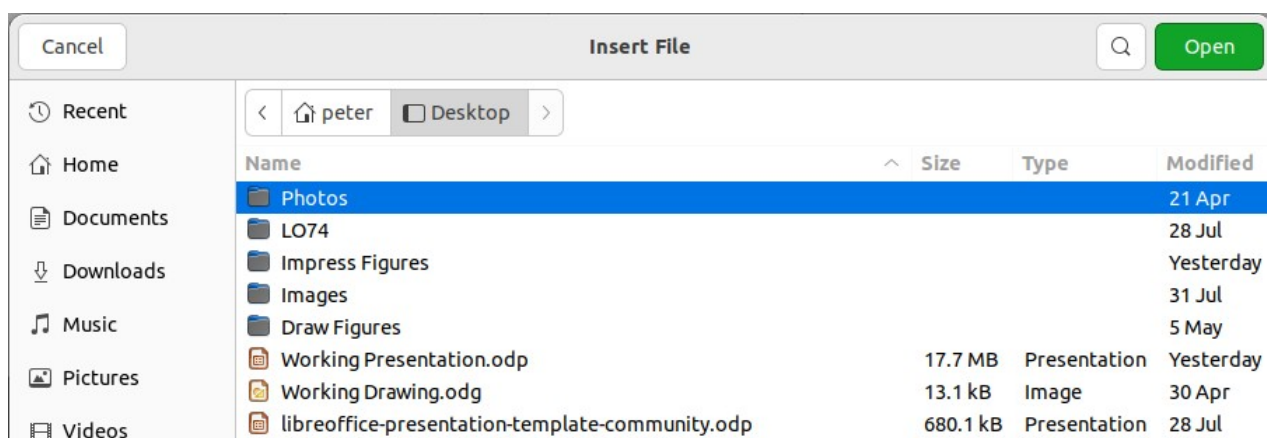 Cancel Insert File Open
Recent
Home
Documents
Downloads
Music
Pictures
Videos
peter Desktop
Name Size Type Modified
Photos 21 Apr
LO74 28 Jul
Impress Figures Yesterday
Images 31 Jul
Draw Figures 5 May
Working Presentation.odp 17.7 MB Presentation Yesterday
Working Drawing.odg 13.1 kB Image 30 Apr
libreoffice-presentation-template-community.odp 680.1 kB Presentation 28 Jul